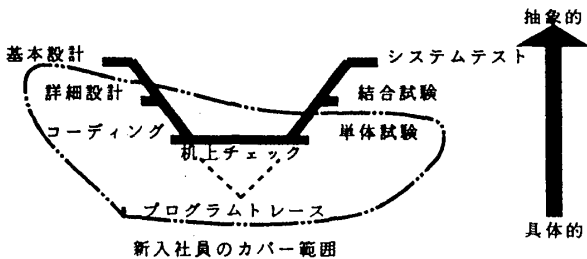 抽象的
基本設計
システムテスト
詳細設計
結合試験
コーディング
単体試験
机上チェック
プログラムトレース
具体的
新入社員のカバー範囲